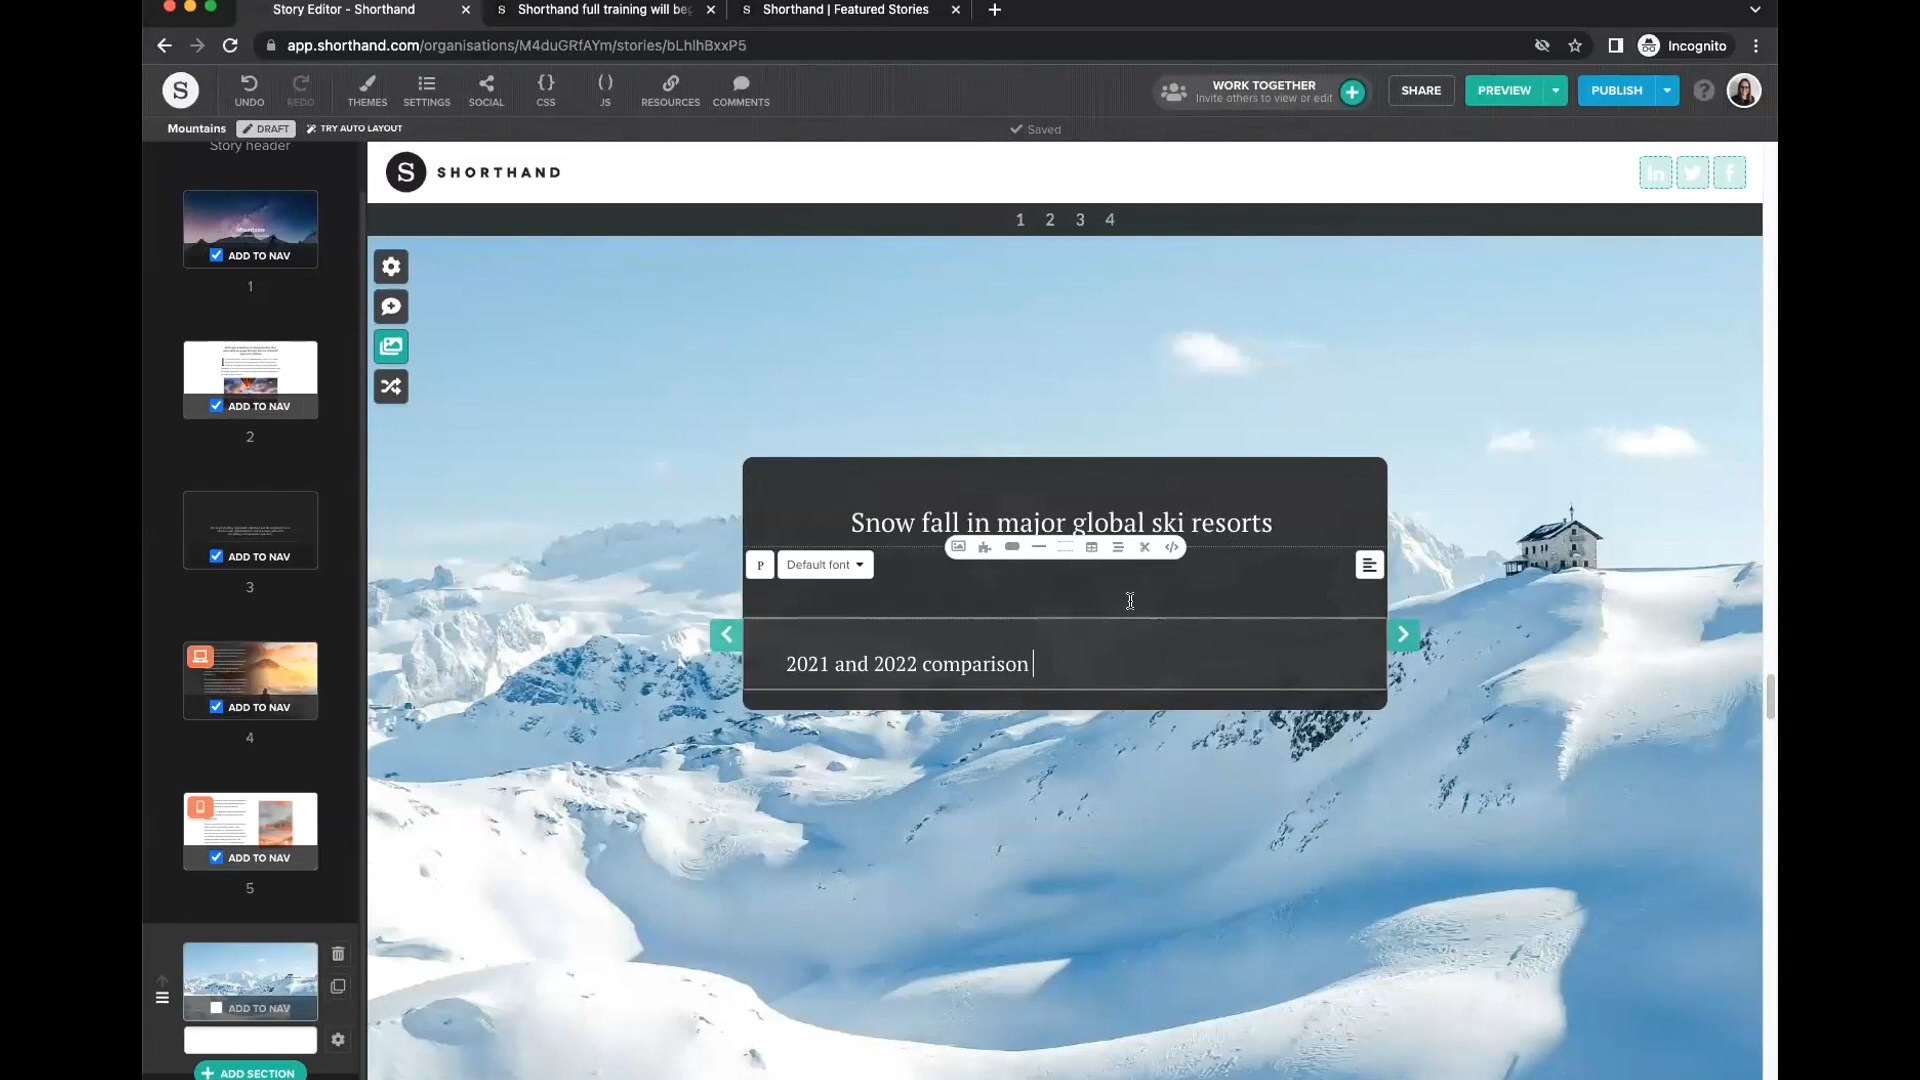 Story Editor - Shorthand
Shorthand full training will be
Shorthand | Featured Stories
app.shorthand.com/organisations/M4duGRfAYm/stories/bLhlhBxxP5
Incognito
S
UNDO
REDO
THEMES
SETTINGS
SOCIAL
{}
CSS
()
JS
RESOURCES
COMMENTS
WORK TOGETHER
Invite others to view or edit
SHARE
PREVIEW
PUBLISH
Mountains
DRAFT
TRY AUTO LAYOUT
Saved
Story header
S SHORTHAND
1 2 3 4
Mountains
ADD TO NAV
1
ADD TO NAV
2
ADD TO NAV
3
ADD TO NAV
4
ADD TO NAV
5
ADD TO NAV
ADD SECTION
Snow fall in major global ski resorts
P
Default font
2021 and 2022 comparison